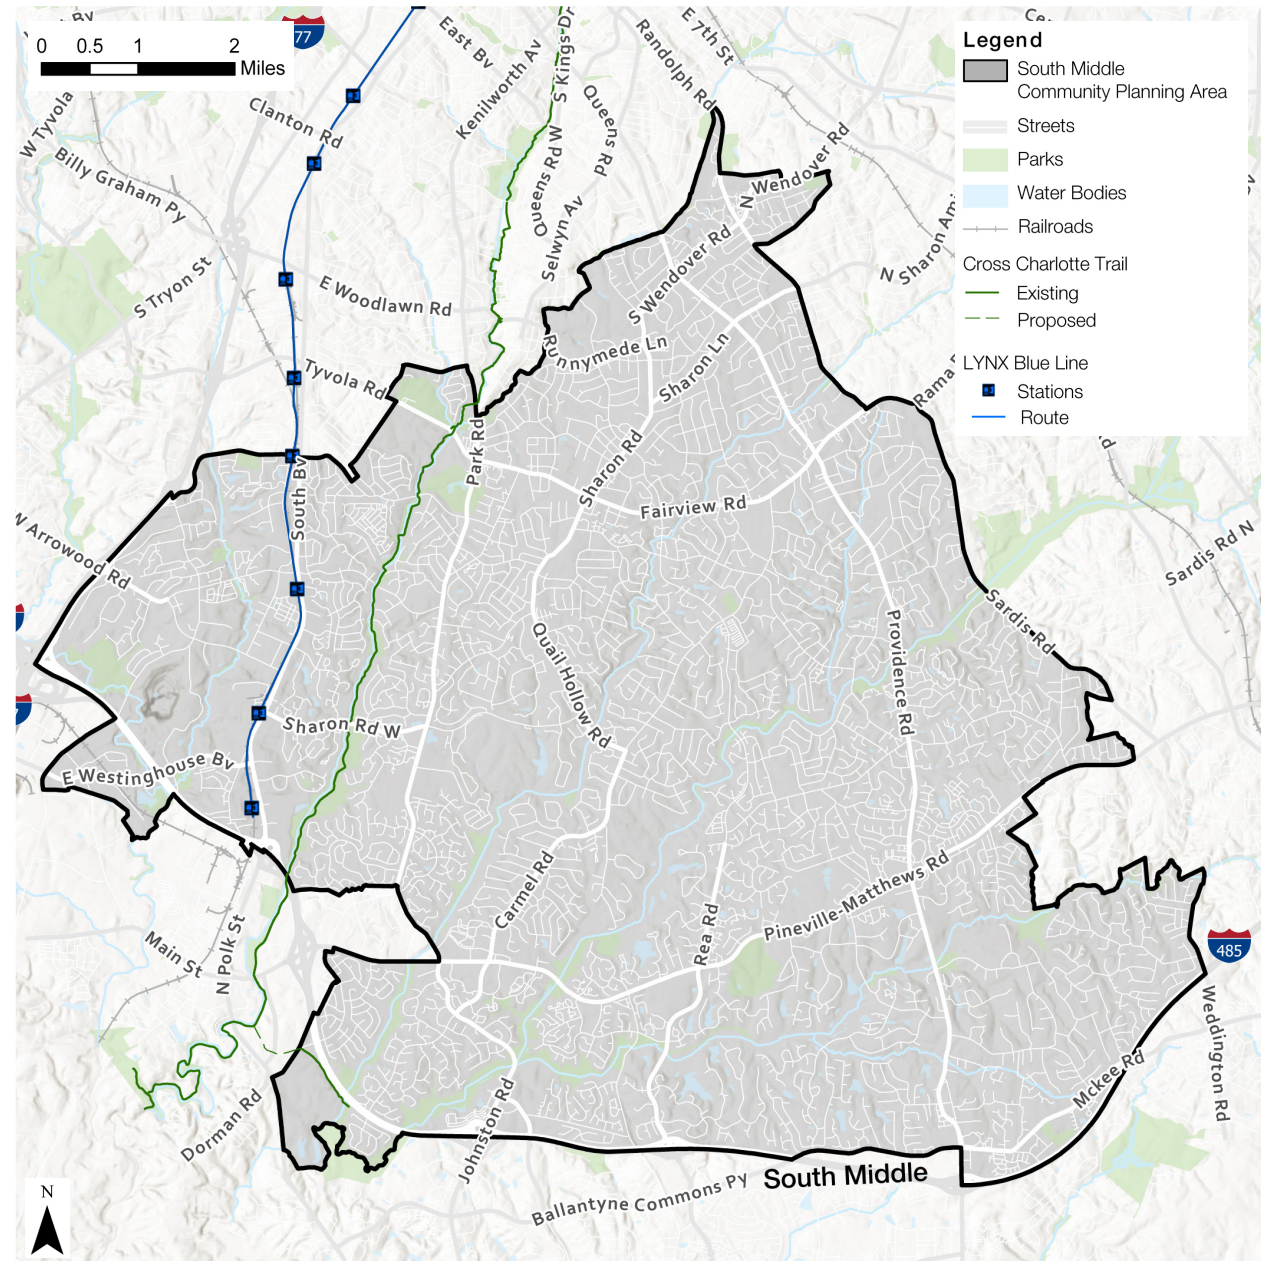 77
0 0.5 1 2
Miles
East Bv
Kenilworth Av
S Kings Dr
Queens Rd
Randolph Rd
E 7th St
W Tyvola
Clanton Rd
Billy Graham Py
Queens Rd W
Selwyn Av
N Wendover Rd
S Wendover Rd
S Tryon St
E Woodlawn Rd
Tyvola Rd
Runnymede Ln
Sharon Ln
N Sharon Ami
Rama
Legend
South Middle
Community Planning Area
Streets
Parks
Water Bodies
Railroads
Cross Charlotte Trail
Existing
Proposed
LYNX Blue Line
Stations
Route
Park Rd
Sharon Rd
Fairview Rd
South Bv
W Arrowood Rd
Sardis Rd N
Sardis Rd
Quail Hollow Rd
Providence Rd
Sharon Rd W
E Westinghouse Bv
Carmel Rd
Rea Rd
Pineville-Matthews Rd
Main St
N Polk St
485
Weddington Rd
Mckee Rd
Dorman Rd
Johnston Rd
South Middle
Ballantyne Commons Py
N